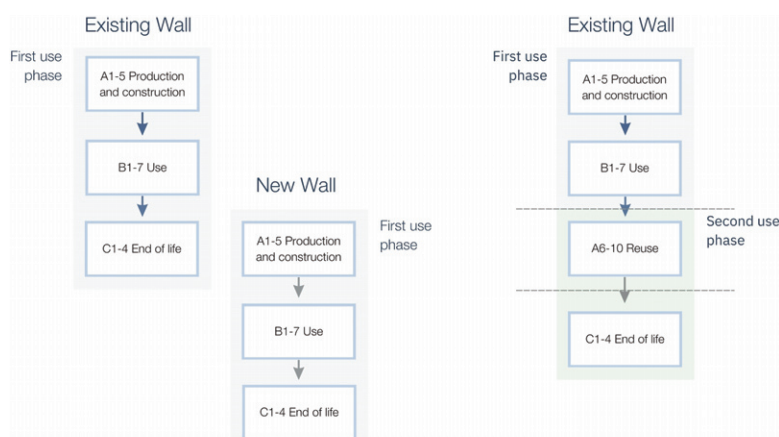 Existing Wall
First use
phase
A1-5 Production
and construction
B1-7 Use
C1-4 End of life
New Wall
First use
phase
A1-5 Production
and construction
B1-7 Use
C1-4 End of life
Existing Wall
First use
phase
A1-5 Production
and construction
B1-7 Use
Second use
phase
A6-10 Reuse
C1-4 End of life